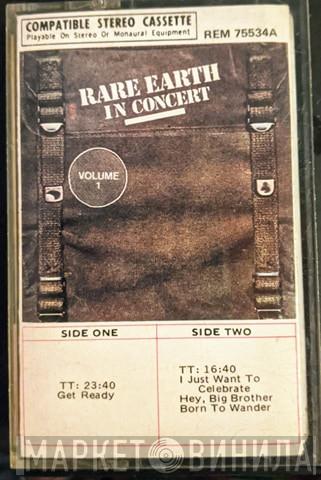 COMPATIBLE STEREO CASSETTE
Playable On Stereo Or Monaural Equipment
REM 75534A
RARE EARTH
IN CONCERT
VOLUME
1
SIDE ONE
TT: 23:40
Get Ready
SIDE TWO
TT: 16:40
I Just Want To
Celebrate
Hey, Big Brother
Born To Wander
МАРКЕТ ВИНИЛА